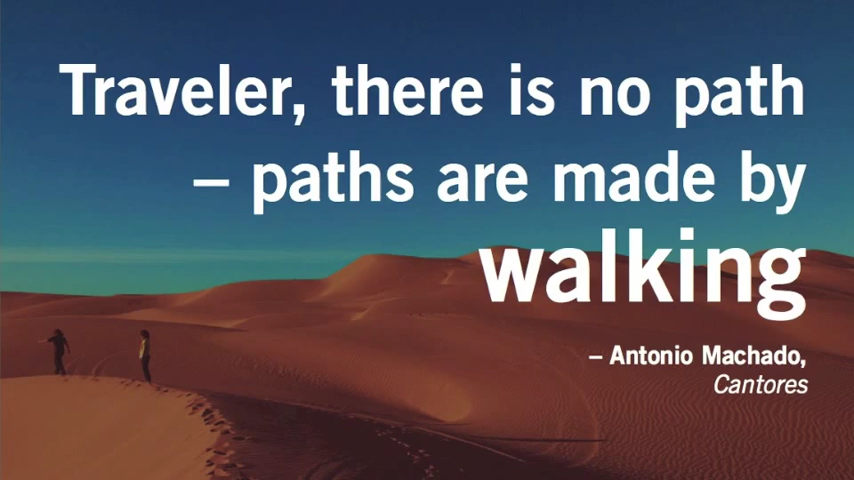 Traveler, there is no path
– paths are made by
walking
– Antonio Machado,
Cantores